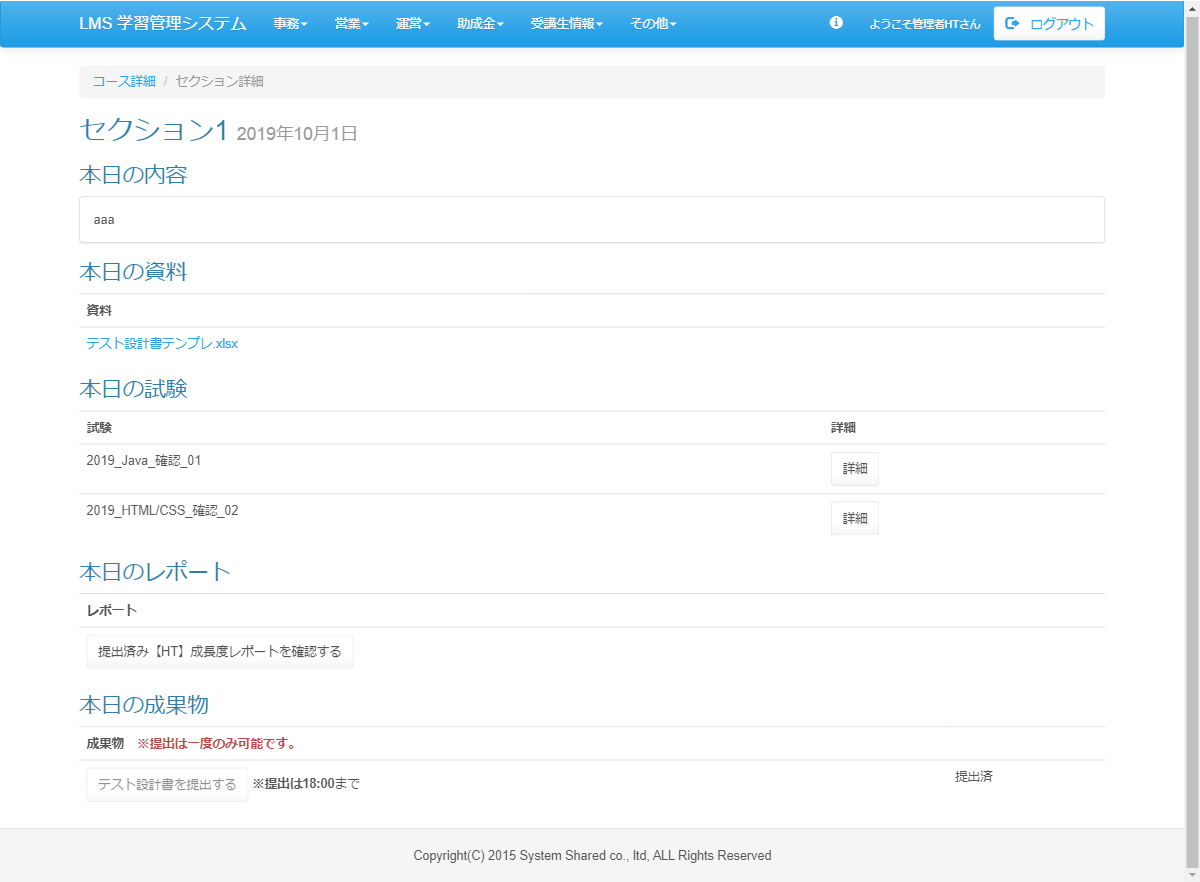 LMS 学習管理システム 事務 営業 運営 助成金 受講生情報 その他 ようこそ管理者HTさん ログアウト
コース詳細 / セクション詳細
セクション1 2019年10月1日
本日の内容
aaa
本日の資料
資料
テスト設計書テンプレ.xlsx
本日の試験
試験 詳細
2019_Java_確認_01 詳細
2019_HTML/CSS_確認_02 詳細
本日のレポート
レポート
提出済み【HT】成長度レポートを確認する
本日の成果物
成果物 ※提出は一度のみ可能です。
テスト設計書を提出する ※提出は18:00まで 提出済
Copyright(C) 2015 System Shared co., ltd, ALL Rights Reserved